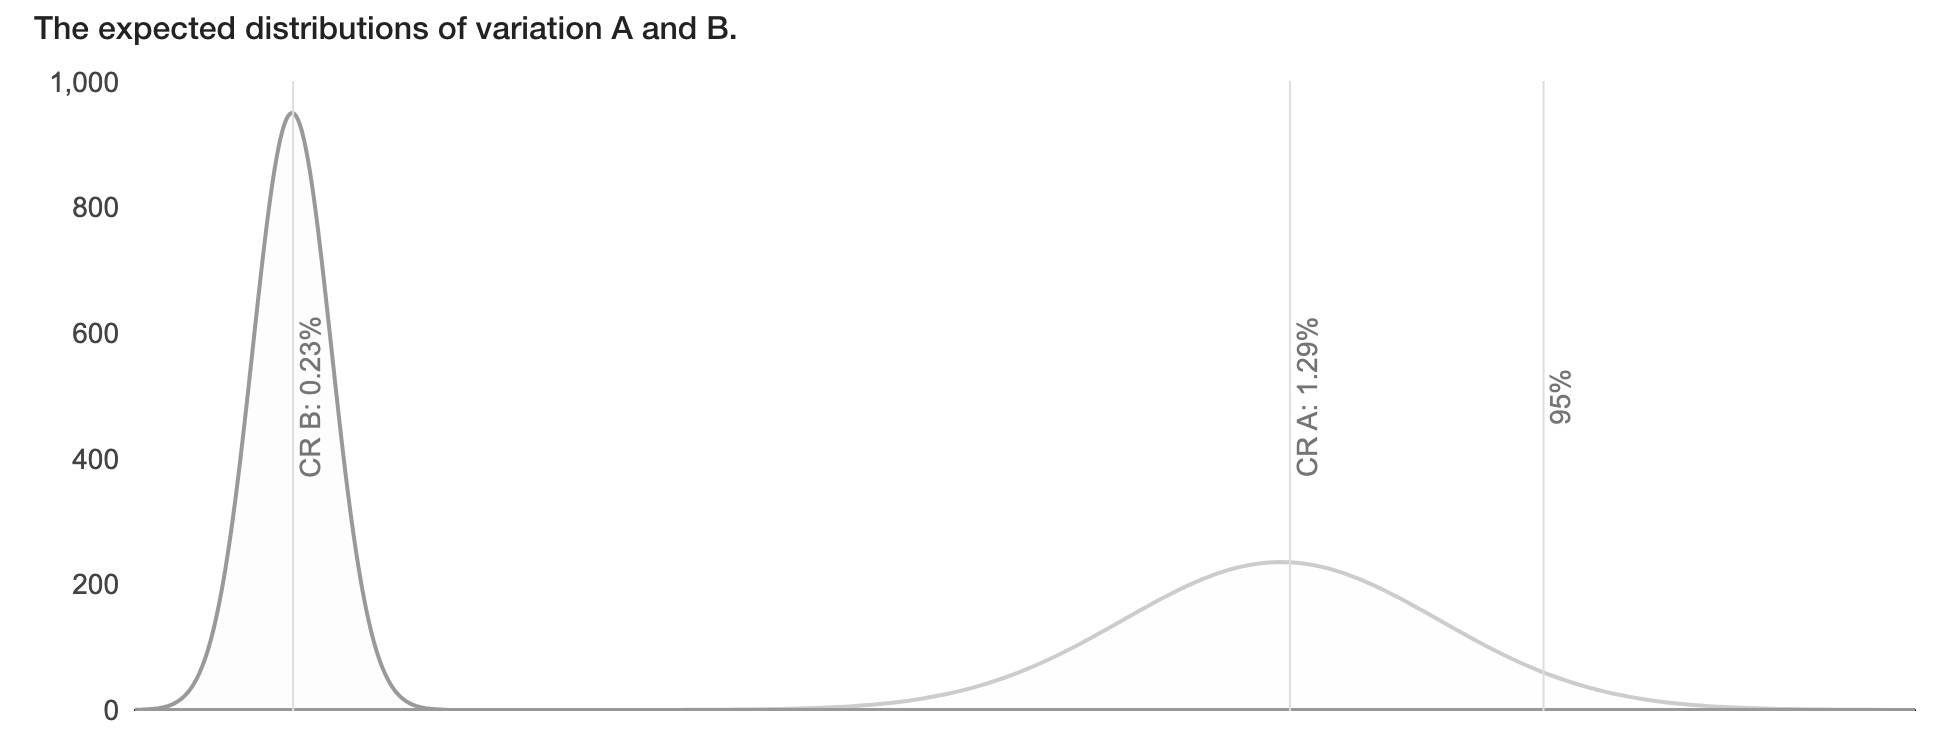 The expected distributions of variation A and B.
1,000
800
600
400
200
0
CR B: 0.23%
CR A: 1.29%
95%